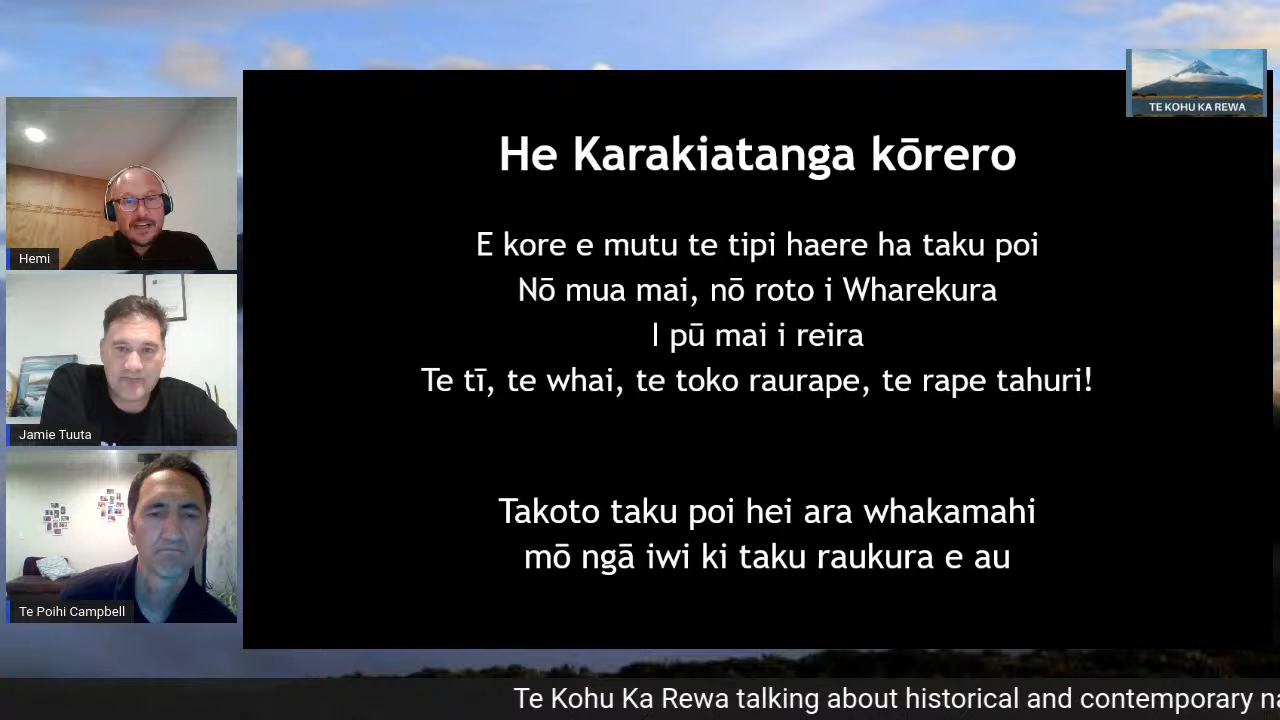 TE KOHU KA REWA
He Karakiatanga kōrero
E kore e mutu te tipi haere ha taku poi
Nō mua mai, nō roto i Wharekura
I pū mai i reira
Te tī, te whai, te toko raurape, te rape tahuri!
Takoto taku poi hei ara whakamahi
mō ngā iwi ki taku raukura e au
Hemi
Jamie Tuuta
Te Poihi Campbell
Te Kohu Ka Rewa talking about historical and contemporary